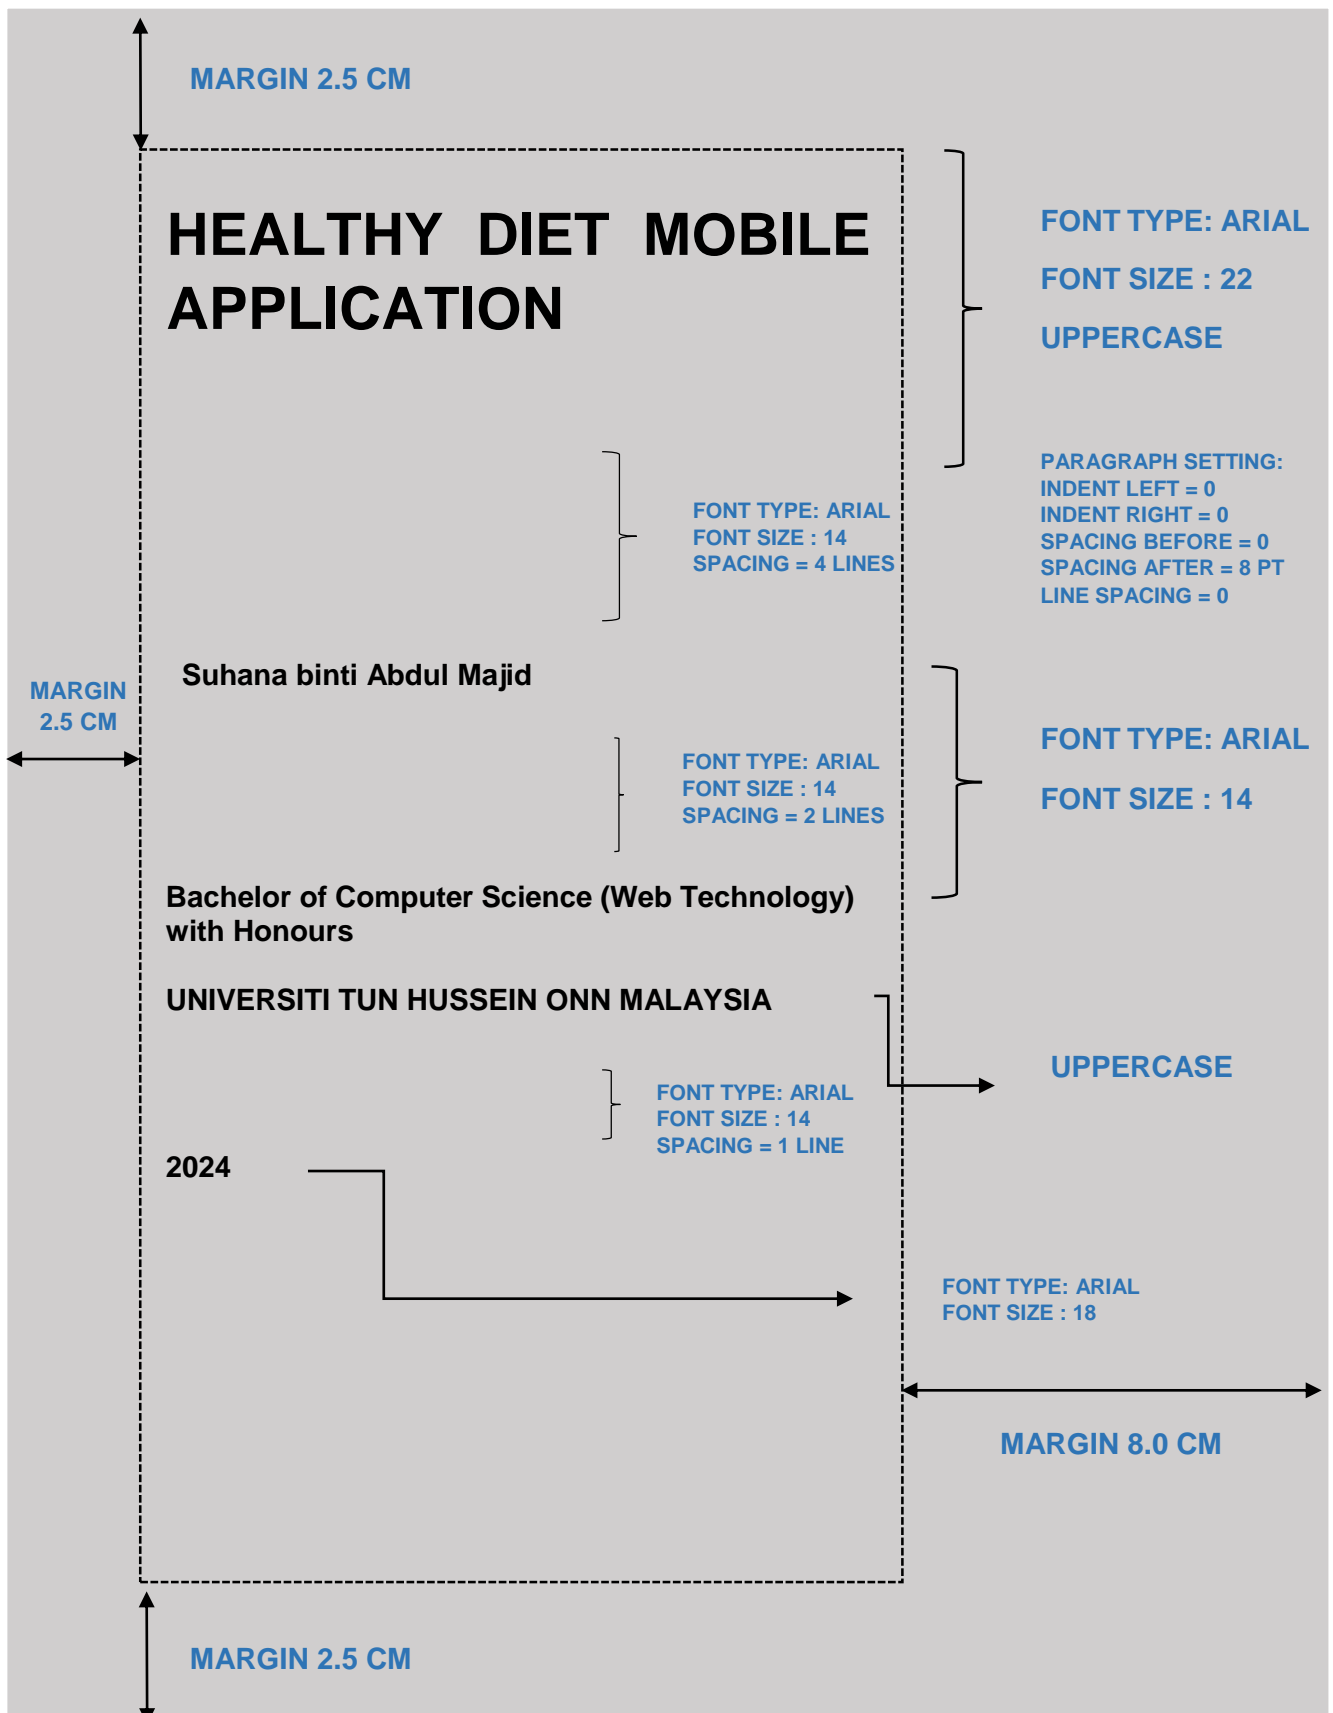 MARGIN 2.5 CM
HEALTHY DIET MOBILE
APPLICATION
FONT TYPE: ARIAL
FONT SIZE : 22
UPPERCASE
PARAGRAPH SETTING:
INDENT LEFT = 0
INDENT RIGHT = 0
SPACING BEFORE = 0
SPACING AFTER = 8 PT
LINE SPACING = 0
FONT TYPE: ARIAL
FONT SIZE : 14
SPACING = 4 LINES
Suhana binti Abdul Majid
MARGIN
2.5 CM
FONT TYPE: ARIAL
FONT SIZE : 14
SPACING = 2 LINES
FONT TYPE: ARIAL
FONT SIZE : 14
Bachelor of Computer Science (Web Technology)
with Honours
UNIVERSITI TUN HUSSEIN ONN MALAYSIA
UPPERCASE
FONT TYPE: ARIAL
FONT SIZE : 14
SPACING = 1 LINE
2024
FONT TYPE: ARIAL
FONT SIZE : 18
MARGIN 8.0 CM
MARGIN 2.5 CM